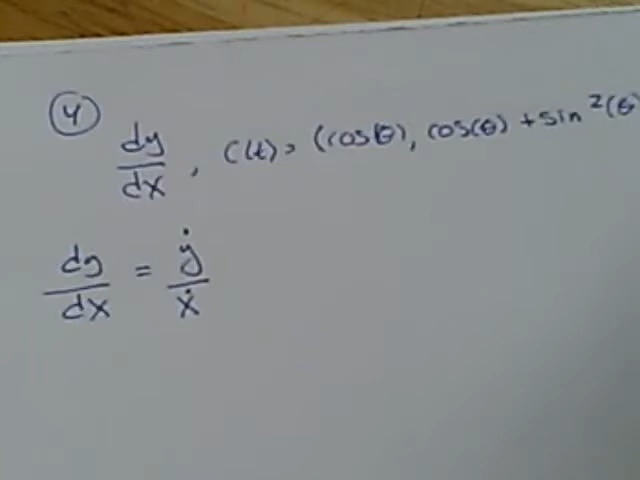 4
dy/dx, c(t) = (cos(θ), cos(θ) + sin²(θ)
dy/dx = ẏ/ẋ